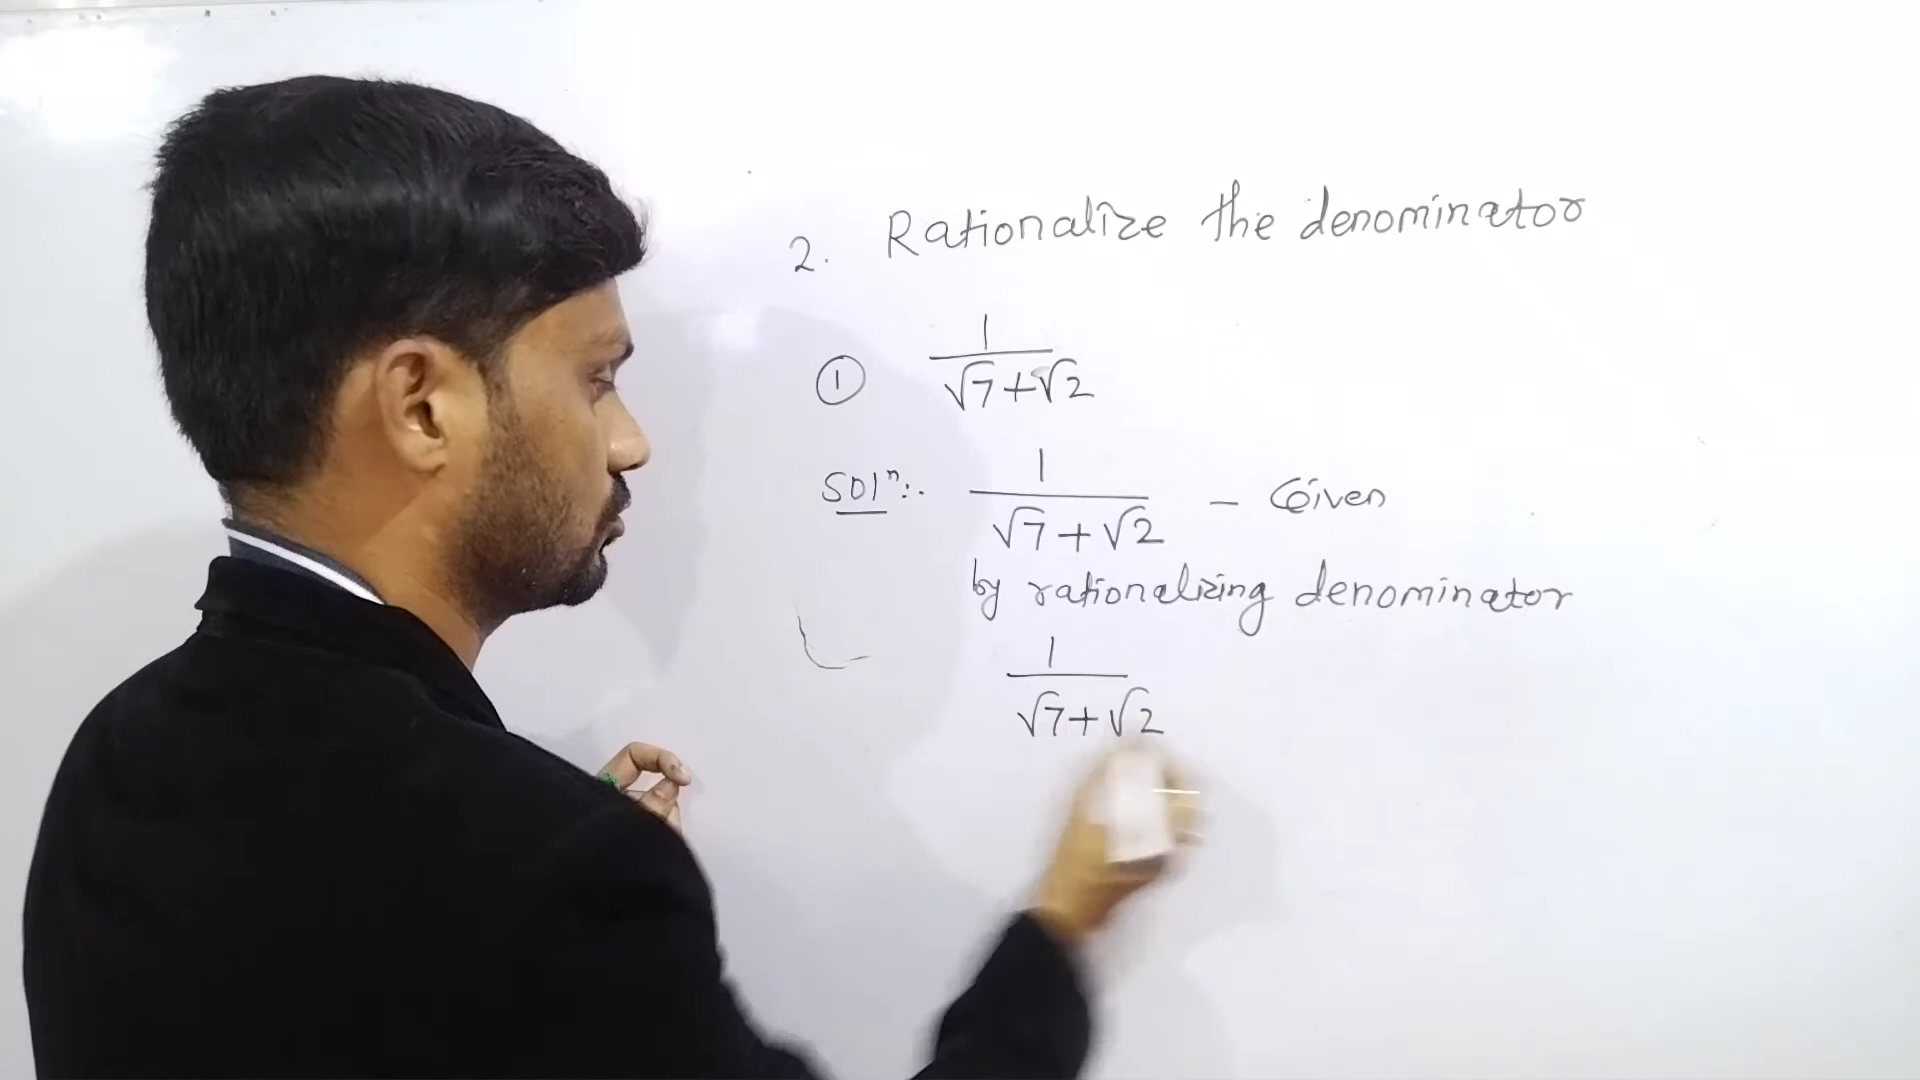 2. Rationalize the denominator
① 1/(√7+√2)
Solⁿ:. 1/(√7+√2) - Given
by rationalizing denominator
1/(√7+√2)